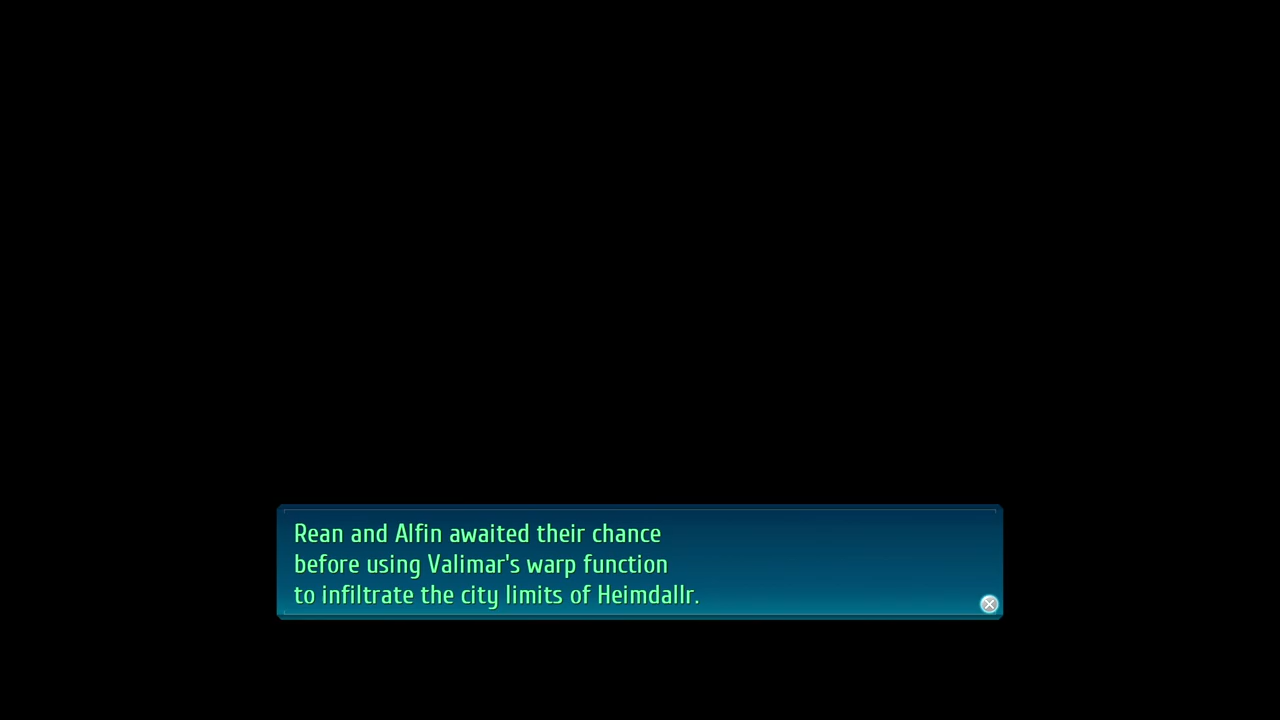 Rean and Alfin awaited their chance
before using Valimar's warp function
to infiltrate the city limits of Heimdallr.